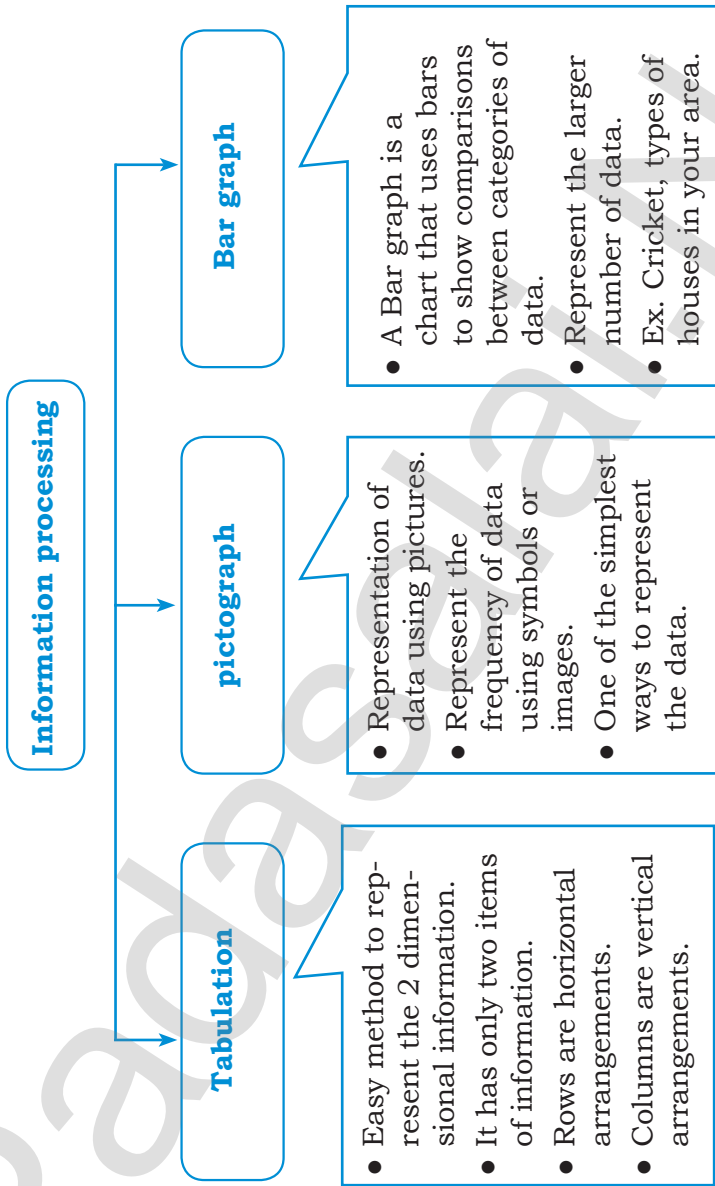 Information processing
Tabulation
• Easy method to rep-
resent the 2 dimen-
sional information.
• It has only two items
of information.
• Rows are horizontal
arrangements.
• Columns are vertical
arrangements.
pictograph
• Representation of
data using pictures.
• Represent the
frequency of data
using symbols or
images.
• One of the simplest
ways to represent
the data.
Bar graph
• A Bar graph is a
chart that uses bars
to show comparisons
between categories of
data.
• Represent the larger
number of data.
• Ex. Cricket, types of
houses in your area.